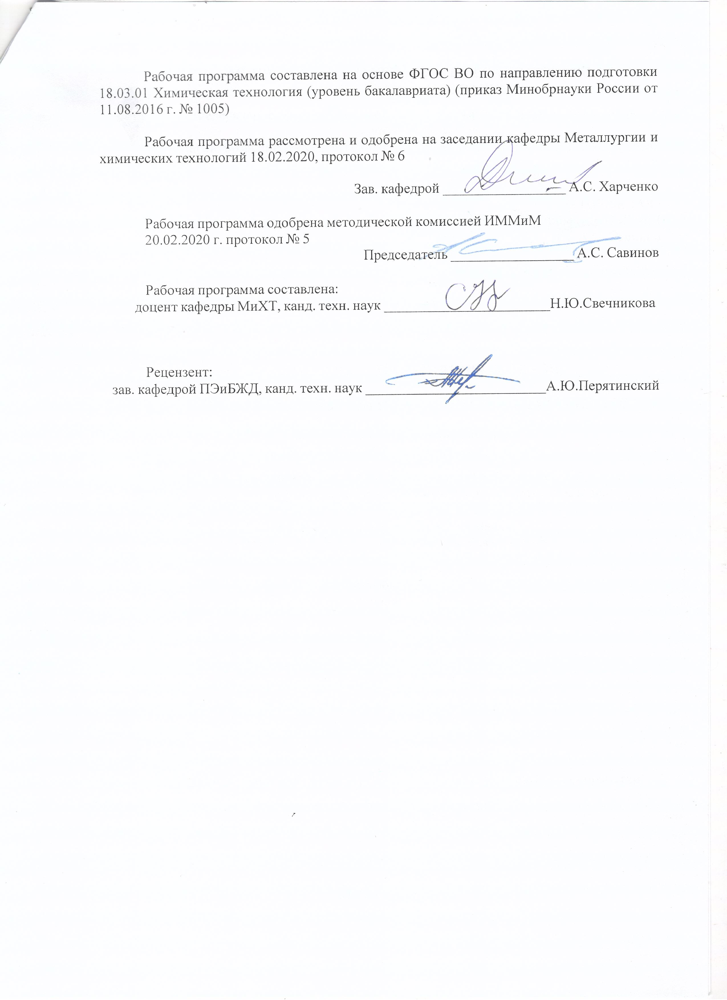 Рабочая программа составлена на основе ФГОС ВО по направлению подготовки
18.03.01 Химическая технология (уровень бакалавриата) (приказ Минобрнауки России от
11.08.2016 г. № 1005)
Рабочая программа рассмотрена и одобрена на заседании кафедры Металлургии и
химических технологий 18.02.2020, протокол № 6
Зав. кафедрой ____________________ А.С. Харченко
Рабочая программа одобрена методической комиссией ИММиМ
20.02.2020 г. протокол № 5
Председатель ____________________ А.С. Савинов
Рабочая программа составлена:
доцент кафедры МиХТ, канд. техн. наук ___________________________Н.Ю.Свечникова
Рецензент:
зав. кафедрой ПЭиБЖД, канд. техн. наук _____________________________А.Ю.Перятинский